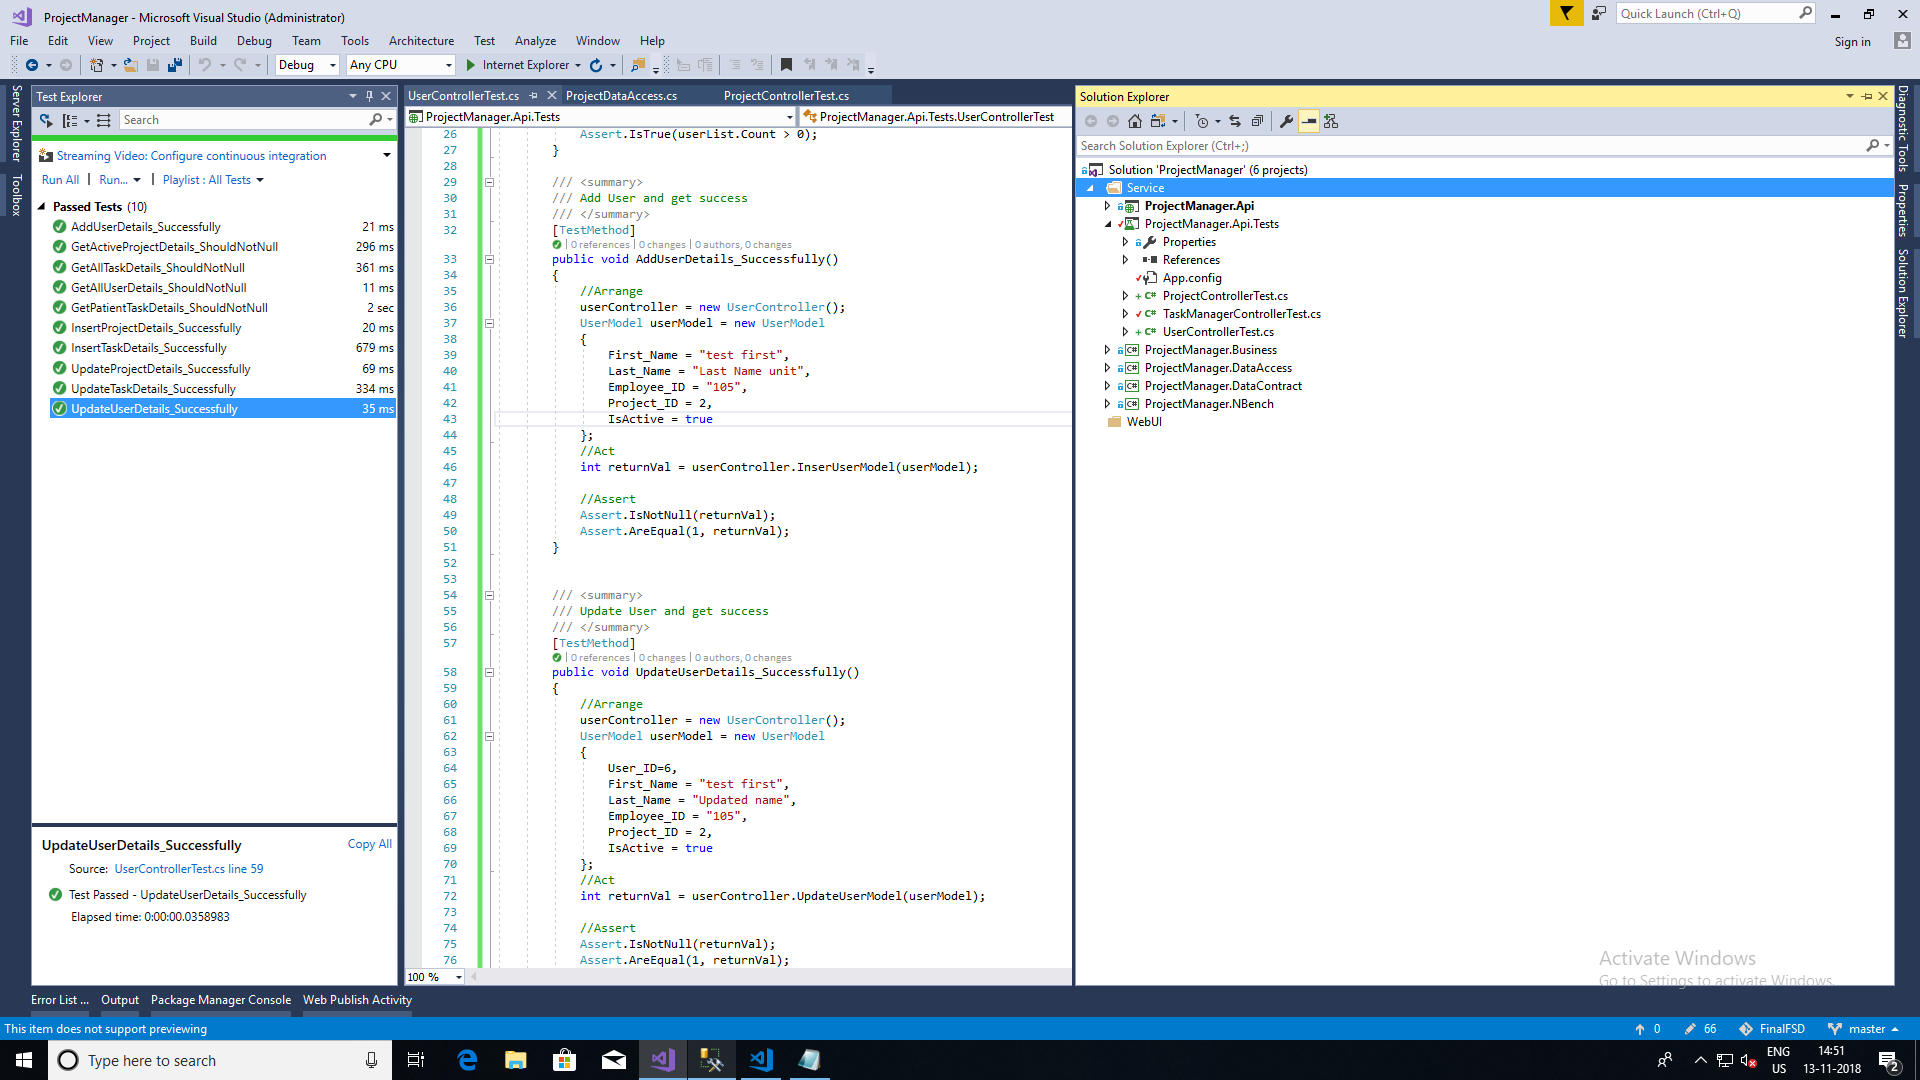 ProjectManager - Microsoft Visual Studio (Administrator)
Quick Launch (Ctrl+Q)
File Edit View Project Build Debug Team Tools Architecture Test Analyze Window Help
Sign in
Debug Any CPU Internet Explorer
Server Explorer
Toolbox
Test Explorer
Search
Streaming Video: Configure continuous integration
Run All | Run... | Playlist : All Tests
Passed Tests (10)
AddUserDetails_Successfully 21 ms
GetActiveProjectDetails_ShouldNotNull 296 ms
GetAllTaskDetails_ShouldNotNull 361 ms
GetAllUserDetails_ShouldNotNull 11 ms
GetPatientTaskDetails_ShouldNotNull 2 sec
InsertProjectDetails_Successfully 20 ms
InsertTaskDetails_Successfully 679 ms
UpdateProjectDetails_Successfully 69 ms
UpdateTaskDetails_Successfully 334 ms
UpdateUserDetails_Successfully 35 ms
UpdateUserDetails_Successfully Copy All
Source: UserControllerTest.cs line 59
Test Passed - UpdateUserDetails_Successfully
Elapsed time: 0:00:00.0358983
UserControllerTest.cs ProjectDataAccess.cs ProjectControllerTest.cs
ProjectManager.Api.Tests ProjectManager.Api.Tests.UserControllerTest
26 Assert.IsTrue(userList.Count > 0);
27 }
28
29 /// <summary>
30 /// Add User and get success
31 /// </summary>
32 [TestMethod]
| 0 references | 0 changes | 0 authors, 0 changes
33 public void AddUserDetails_Successfully()
34 {
35 //Arrange
36 userController = new UserController();
37 UserModel userModel = new UserModel
38 {
39 First_Name = "test first",
40 Last_Name = "Last Name unit",
41 Employee_ID = "105",
42 Project_ID = 2,
43 IsActive = true
44 };
45 //Act
46 int returnVal = userController.InserUserModel(userModel);
47
48 //Assert
49 Assert.IsNotNull(returnVal);
50 Assert.AreEqual(1, returnVal);
51 }
52
53
54 /// <summary>
55 /// Update User and get success
56 /// </summary>
57 [TestMethod]
| 0 references | 0 changes | 0 authors, 0 changes
58 public void UpdateUserDetails_Successfully()
59 {
60 //Arrange
61 userController = new UserController();
62 UserModel userModel = new UserModel
63 {
64 User_ID=6,
65 First_Name = "test first",
66 Last_Name = "Updated name",
67 Employee_ID = "105",
68 Project_ID = 2,
69 IsActive = true
70 };
71 //Act
72 int returnVal = userController.UpdateUserModel(userModel);
73
74 //Assert
75 Assert.IsNotNull(returnVal);
76 Assert.AreEqual(1, returnVal);
100 %
Solution Explorer
Search Solution Explorer (Ctrl+;)
Solution 'ProjectManager' (6 projects)
Service
ProjectManager.Api
ProjectManager.Api.Tests
Properties
References
App.config
C# ProjectControllerTest.cs
C# TaskManagerControllerTest.cs
C# UserControllerTest.cs
C# ProjectManager.Business
C# ProjectManager.DataAccess
C# ProjectManager.DataContract
C# ProjectManager.NBench
WebUI
Diagnostic Tools
Properties
Solution Explorer
Activate Windows
Go to Settings to activate Windows.
Error List ... Output Package Manager Console Web Publish Activity
This item does not support previewing
0 66 FinalFSD master
Type here to search
ENG
US
14:51
13-11-2018
2